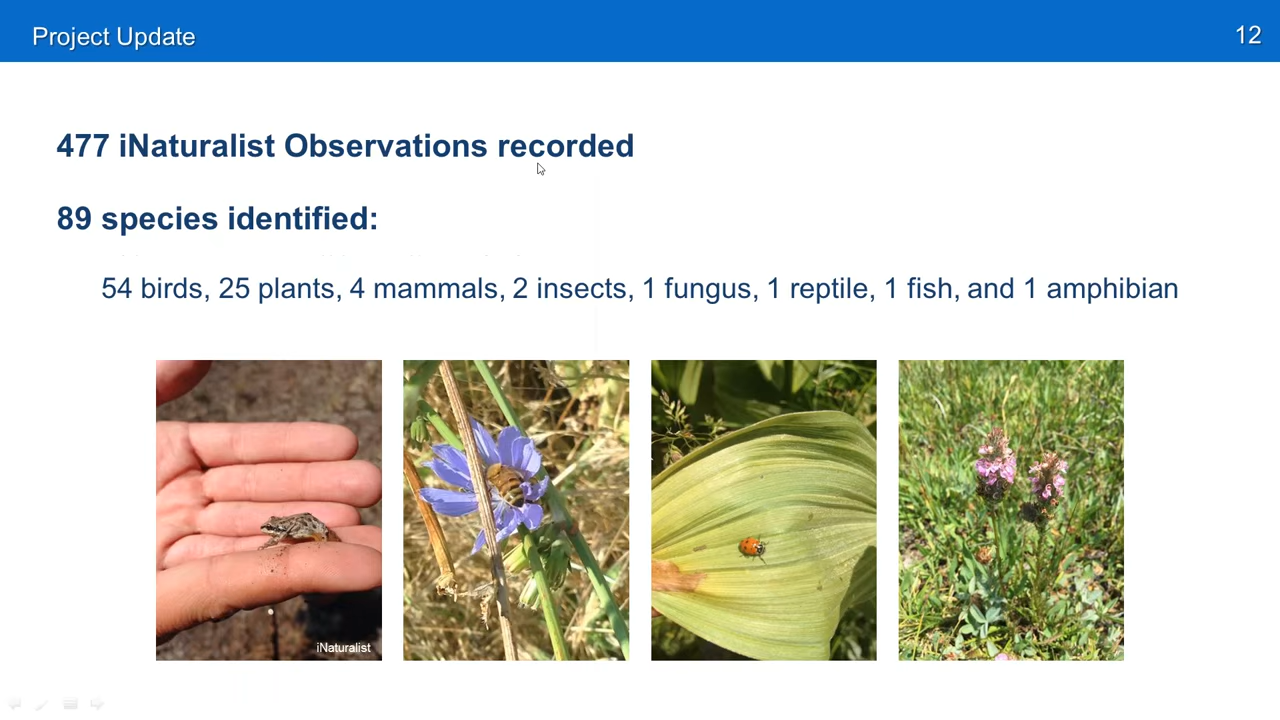 Project Update
12
477 iNaturalist Observations recorded
89 species identified:
54 birds, 25 plants, 4 mammals, 2 insects, 1 fungus, 1 reptile, 1 fish, and 1 amphibian
iNaturalist